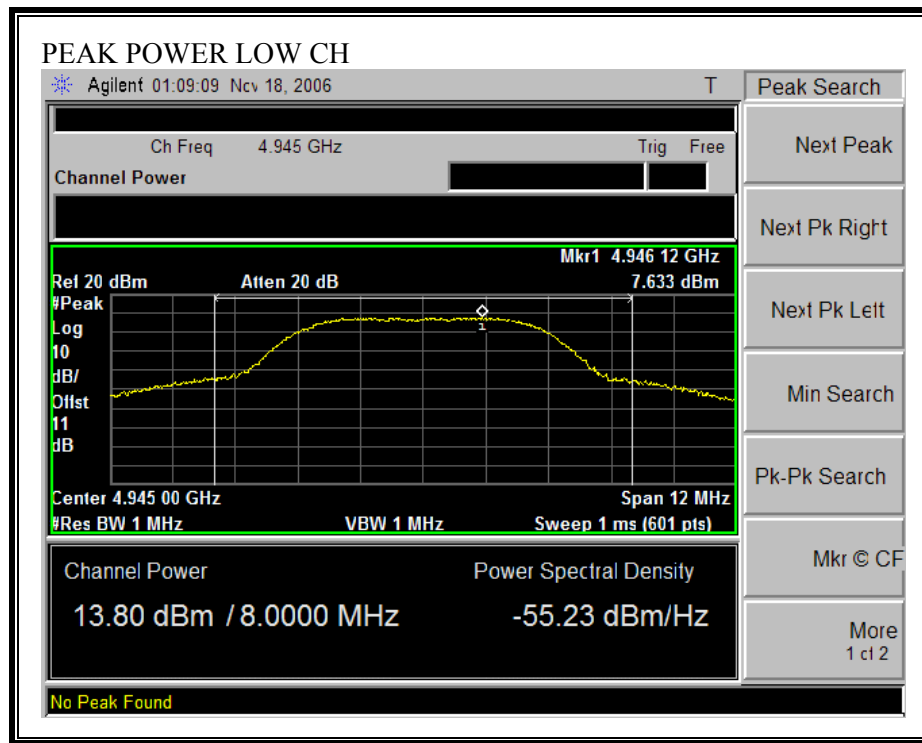 PEAK POWER LOW CH
Agilent 01:09:09 Nov 18, 2006 T
Peak Search
Ch Freq 4.945 GHz Trig Free
Channel Power
Next Peak
Next Pk Right
Mkr1 4.946 12 GHz
Ref 20 dBm Atten 20 dB 7.633 dBm
#Peak
Log
10
dB/
Offst
11
dB
1
Next Pk Left
Min Search
Pk-Pk Search
Center 4.945 00 GHz Span 12 MHz
#Res BW 1 MHz VBW 1 MHz Sweep 1 ms (601 pts)
Mkr © CF
Channel Power Power Spectral Density
13.80 dBm / 8.0000 MHz -55.23 dBm/Hz
More
1 of 2
No Peak Found